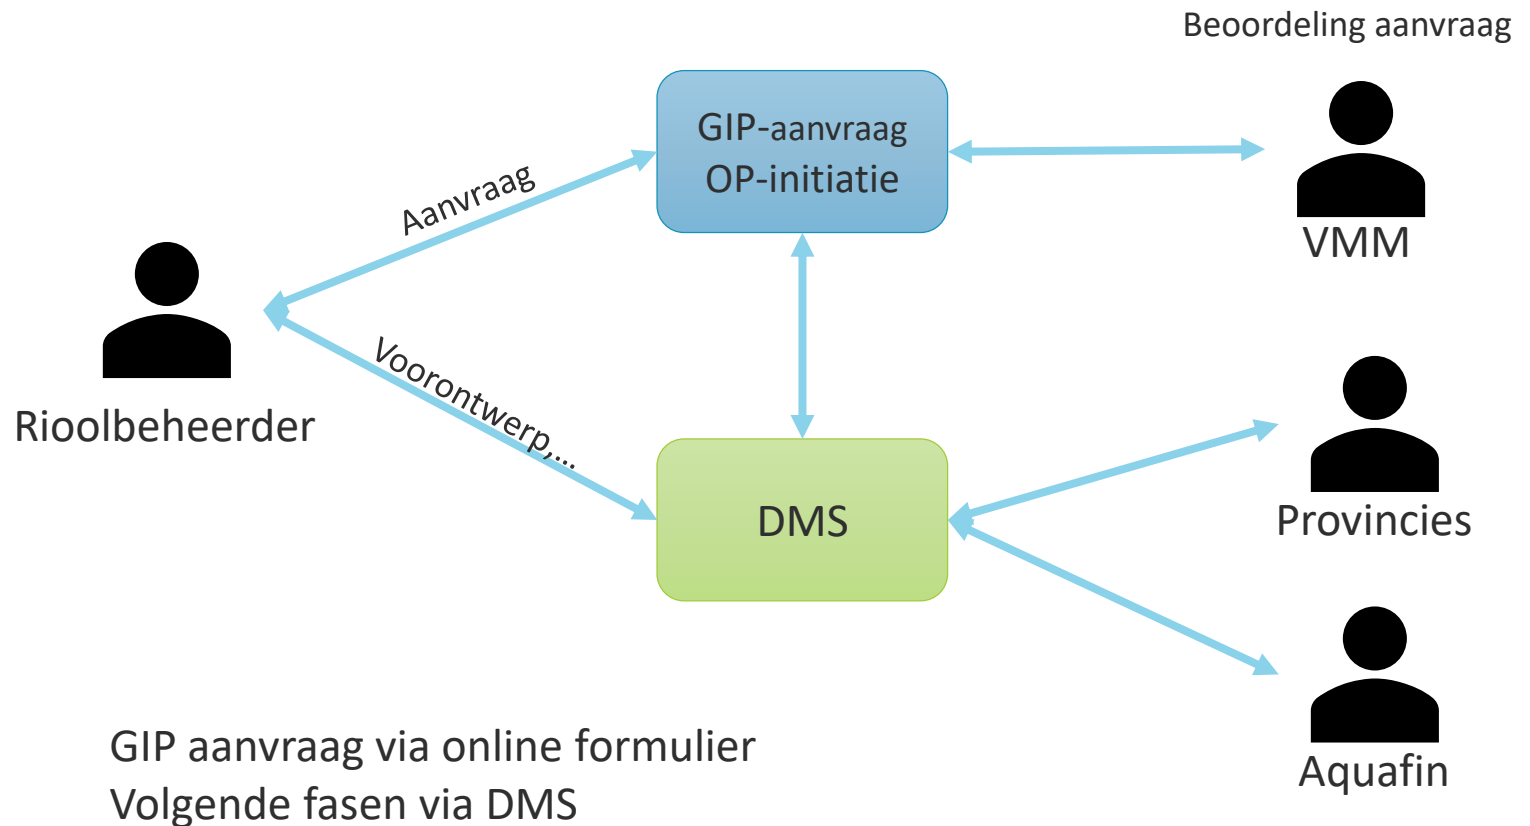 Beoordeling aanvraag
GIP-aanvraag
OP-initiatie
Aanvraag
VMM
Voorontwerp,...
Rioolbeheerder
DMS
Provincies
GIP aanvraag via online formulier
Aquafin
Volgende fasen via DMS